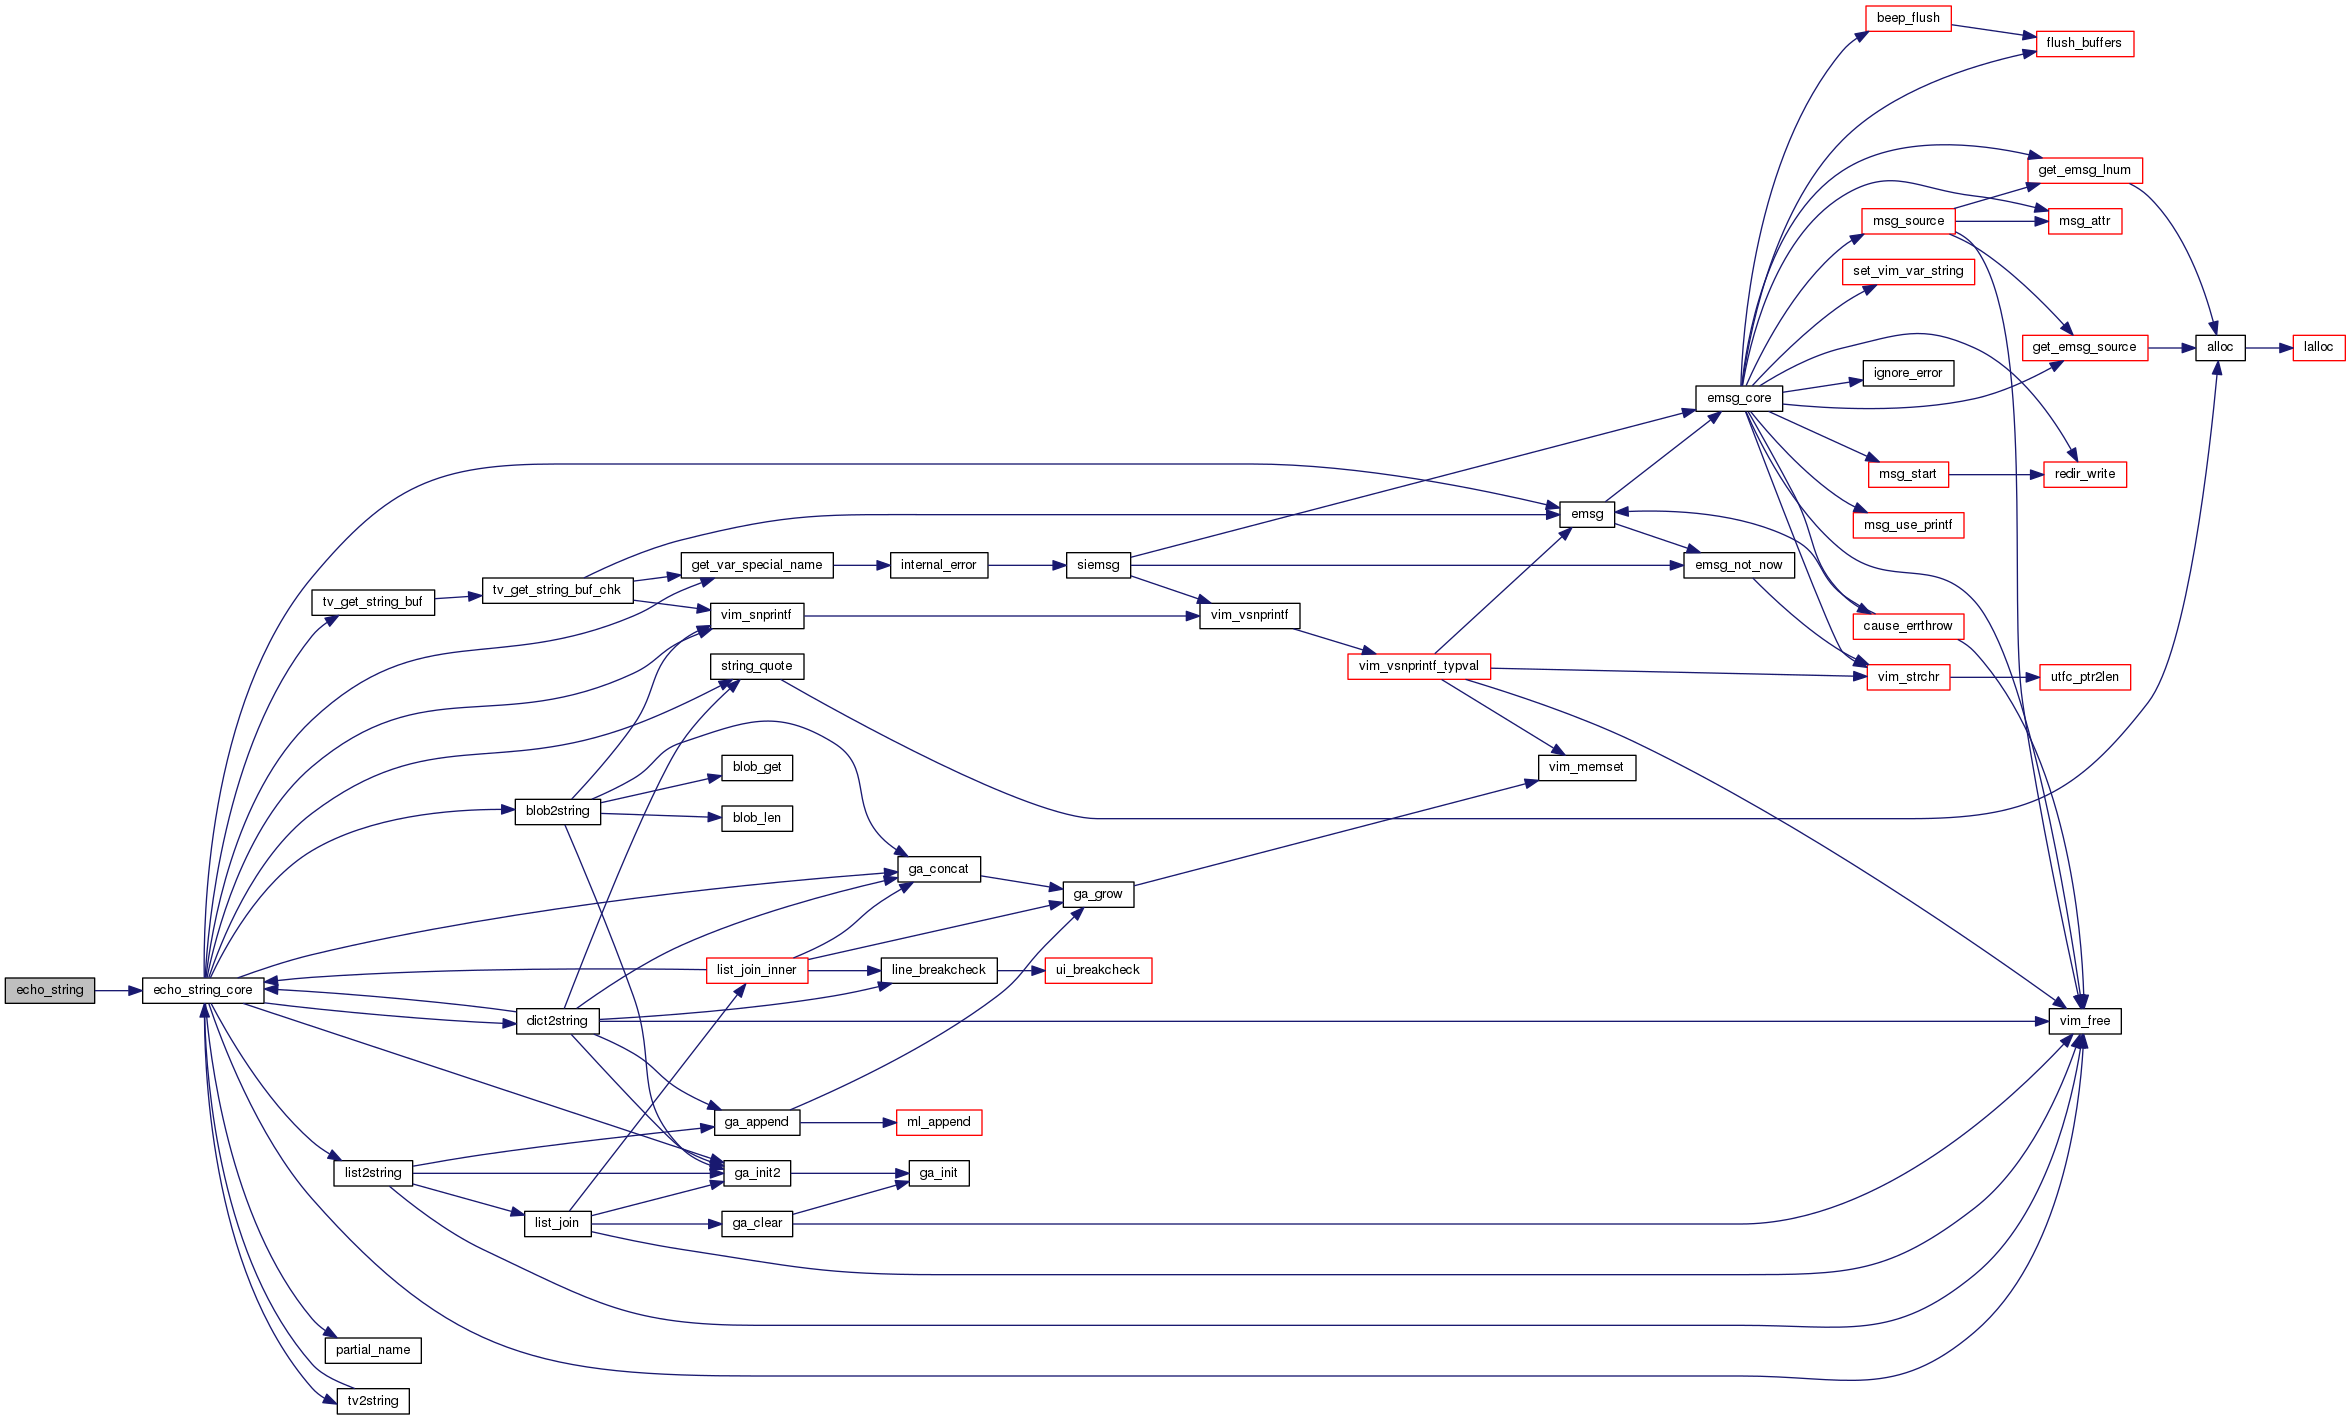 beep_flush
flush_buffers
get_emsg_lnum
msg_source
msg_attr
set_vim_var_string
get_emsg_source
alloc
lalloc
ignore_error
emsg_core
msg_start
redir_write
emsg
msg_use_printf
get_var_special_name
internal_error
siemsg
emsg_not_now
tv_get_string_buf
tv_get_string_buf_chk
vim_snprintf
vim_vsnprintf
cause_errthrow
string_quote
vim_vsnprintf_typval
vim_strchr
utfc_ptr2len
blob_get
vim_memset
blob2string
blob_len
ga_concat
ga_grow
list_join_inner
line_breakcheck
ui_breakcheck
echo_string
echo_string_core
dict2string
vim_free
ga_append
ml_append
list2string
ga_init2
ga_init
list_join
ga_clear
partial_name
tv2string